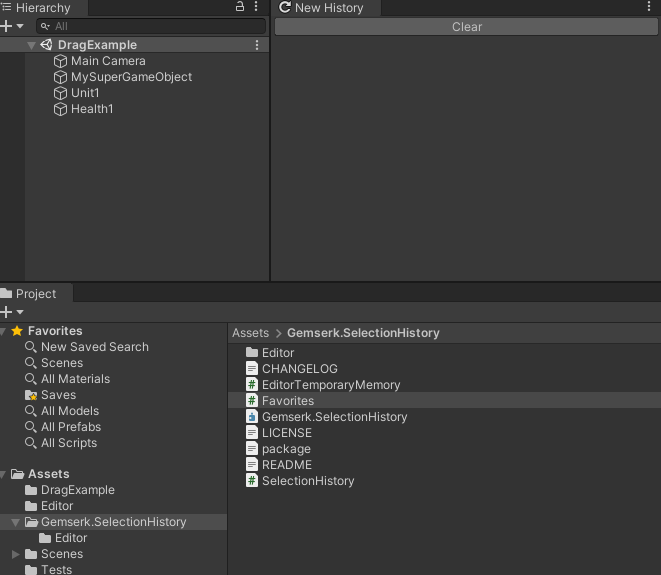 Hierarchy
All
DragExample
Main Camera
MySuperGameObject
Unit1
Health1
New History
Clear
Project
Favorites
New Saved Search
Scenes
All Materials
Saves
All Models
All Prefabs
All Scripts
Assets
DragExample
Editor
Gemserk.SelectionHistory
Editor
Scenes
Tests
Assets > Gemserk.SelectionHistory
Editor
CHANGELOG
EditorTemporaryMemory
Favorites
Gemserk.SelectionHistory
LICENSE
package
README
SelectionHistory